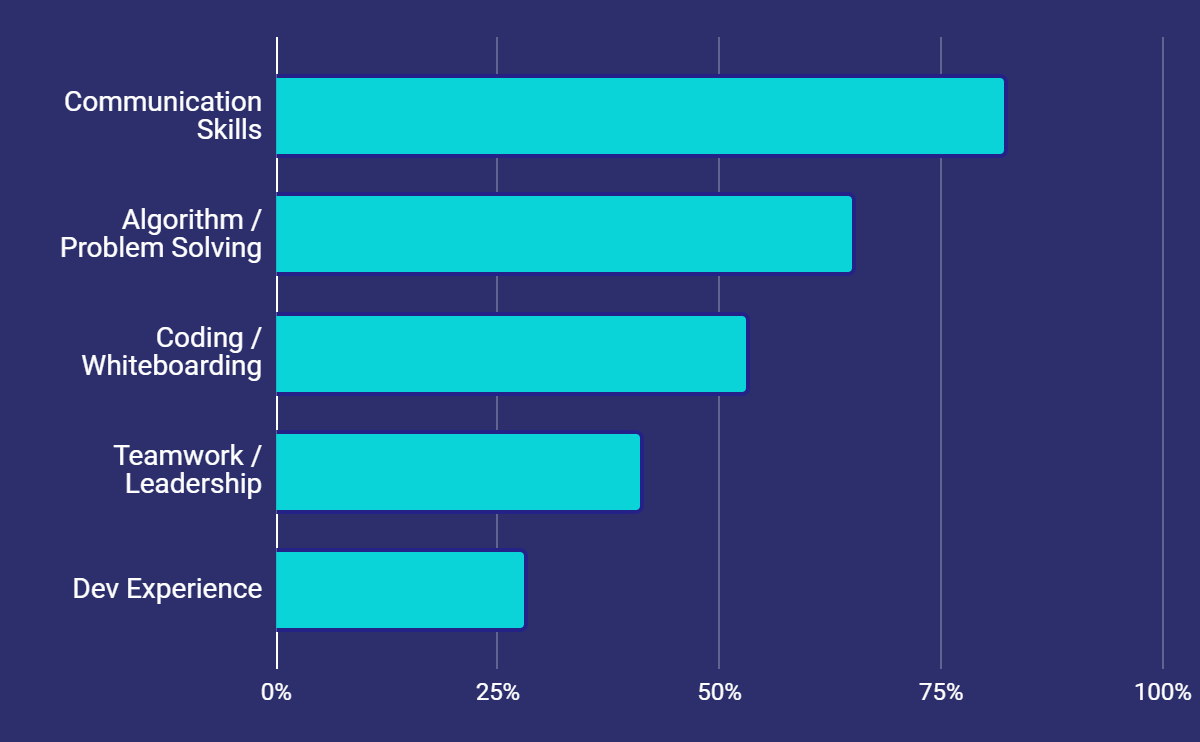 Communication
Skills
Algorithm /
Problem Solving
Coding /
Whiteboarding
Teamwork /
Leadership
Dev Experience
0% 25% 50% 75% 100%